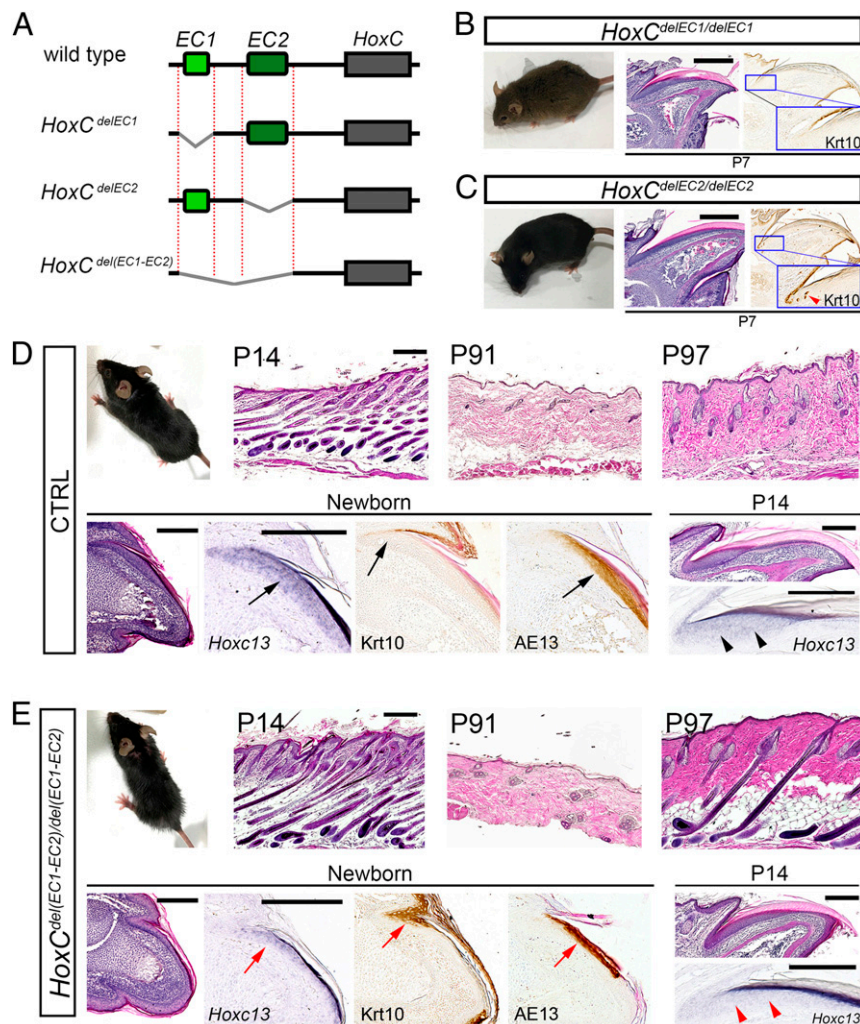 A
EC1 EC2 HoxC
wild type
HoxC delEC1
HoxC delEC2
HoxC del(EC1-EC2)
B
HoxC delEC1/delEC1
Krt10
P7
C
HoxC delEC2/delEC2
Krt10
P7
D
CTRL
P14 P91 P97
Newborn P14
Hoxc13 Krt10 AE13 Hoxc13
E
HoxC del(EC1-EC2)/del(EC1-EC2)
P14 P91 P97
Newborn P14
Hoxc13 Krt10 AE13 Hoxc13